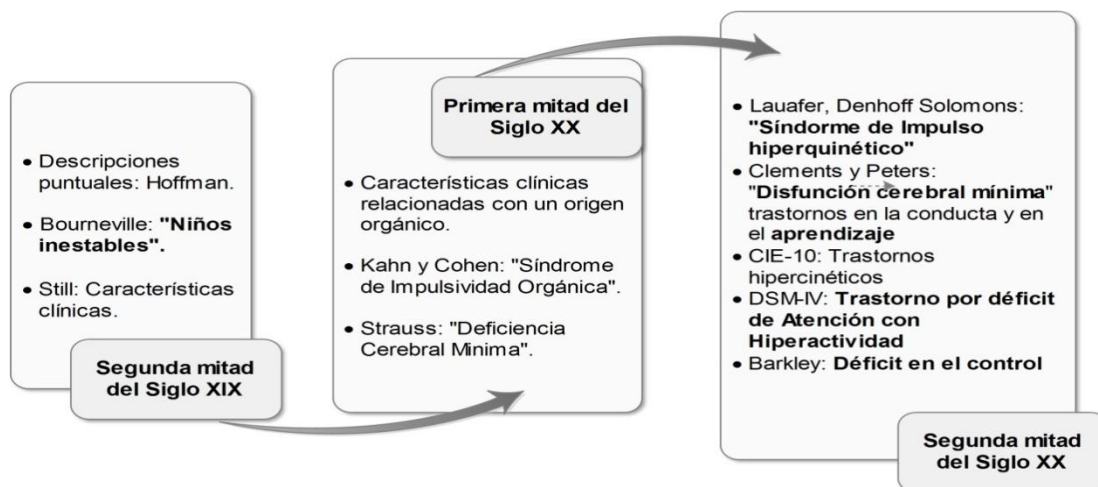 • Descripciones
puntuales: Hoffman.
• Bourneville: "Niños
inestables".
• Still: Características
clínicas.
Segunda mitad
del Siglo XIX
Primera mitad del
Siglo XX
• Características clínicas
relacionadas con un origen
orgánico.
• Kahn y Cohen: "Síndrome
de Impulsividad Orgánica".
• Strauss: "Deficiencia
Cerebral Minima".
• Lauafer, Denhoff Solomons:
"Síndorme de Impulso
hiperquinético"
• Clements y Peters:
"Disfunción cerebral mínima"
trastornos en la conducta y en
el aprendizaje
• CIE-10: Trastornos
hipercinéticos
• DSM-IV: Trastorno por déficit
de Atención con
Hiperactividad
• Barkley: Déficit en el control
Segunda mitad
del Siglo XX